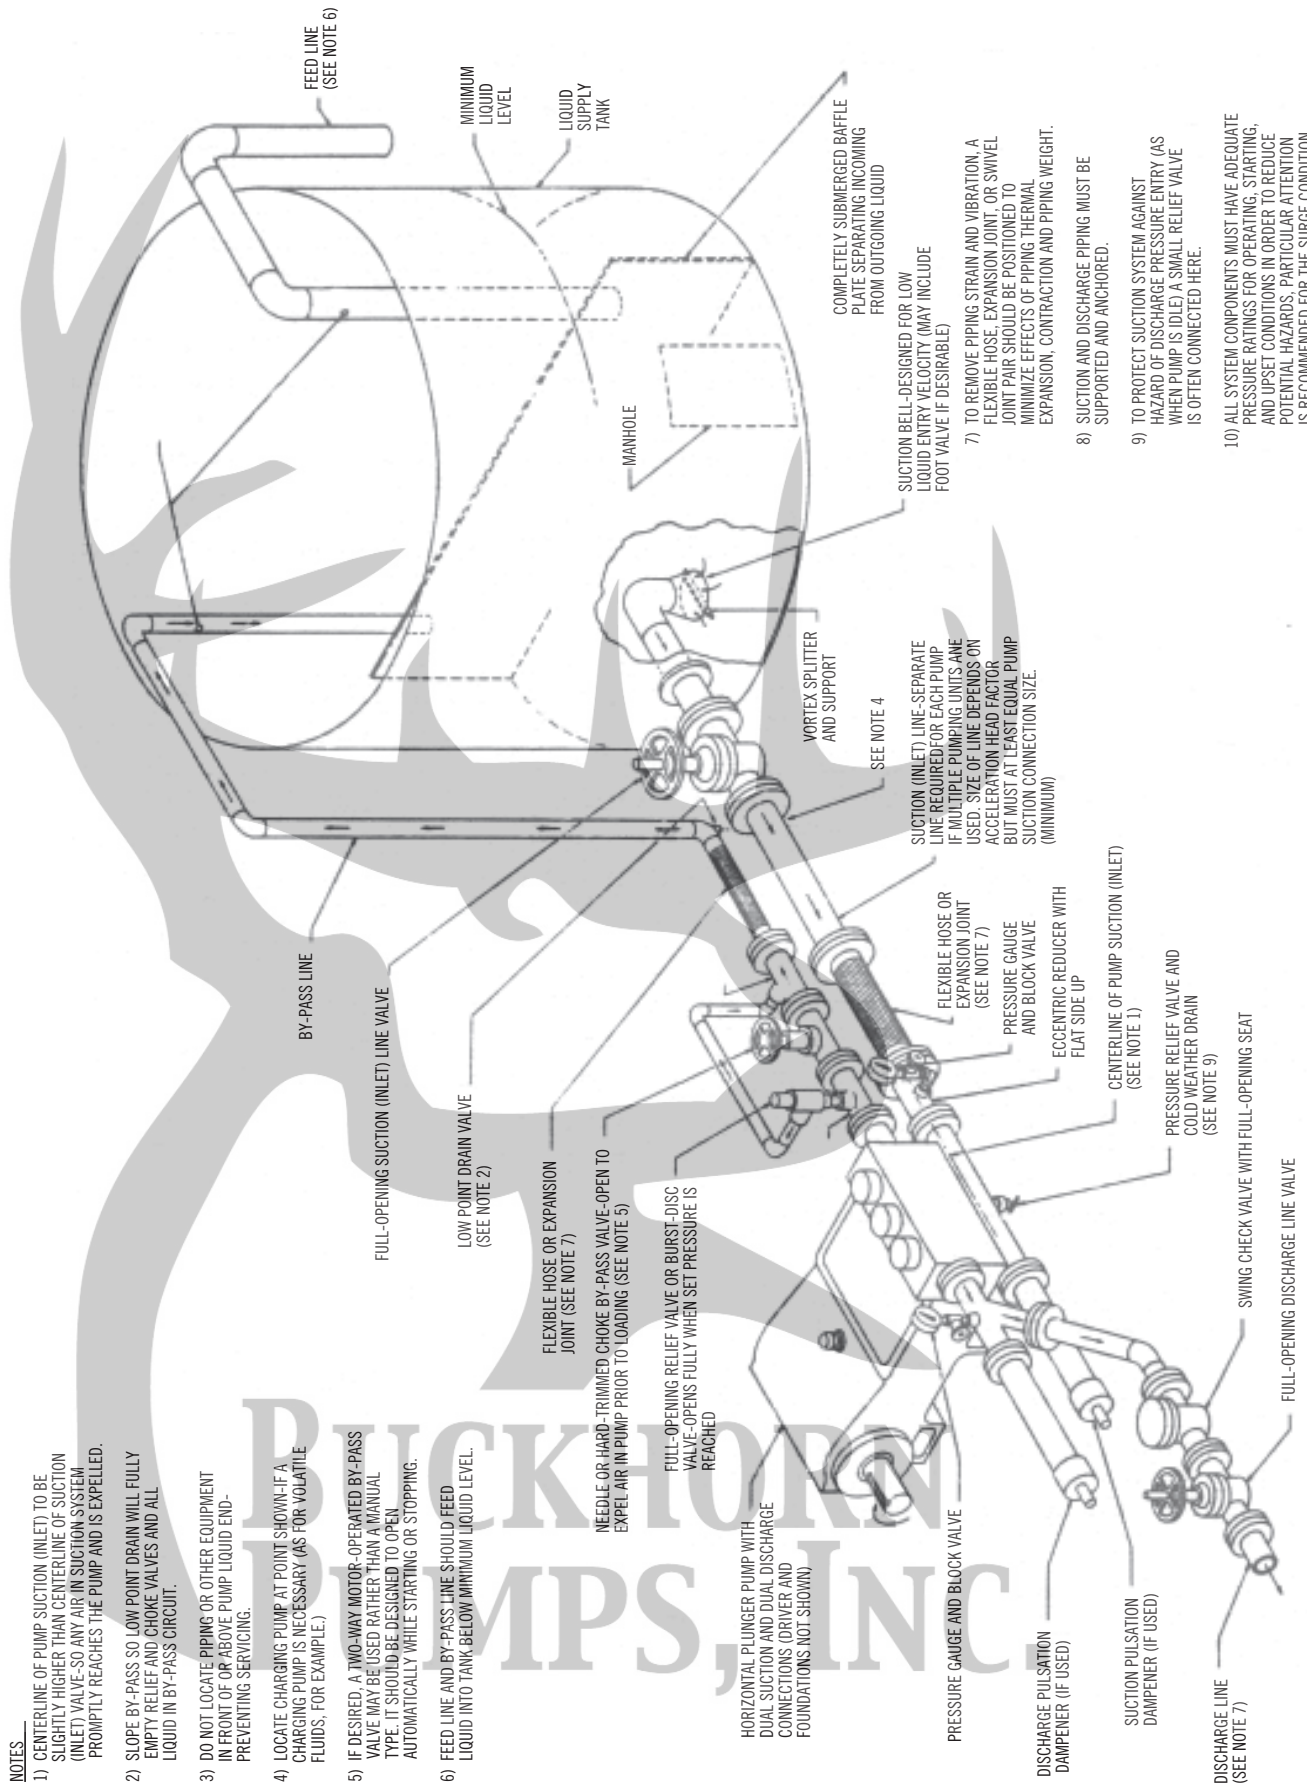 NOTES
1) CENTERLINE OF PUMP SUCTION (INLET) TO BE
SLIGHTLY HIGHER THAN CENTERLINE OF SUCTION
(INLET) VALVE-SO ANY AIR IN SUCTION SYSTEM
PROMPTLY REACHES THE PUMP AND IS EXPELLED.
2) SLOPE BY-PASS SO LOW POINT DRAIN WILL FULLY
EMPTY RELIEF AND CHOKE VALVES AND ALL
LIQUID IN BY-PASS CIRCUIT.
3) DO NOT LOCATE PIPING OR OTHER EQUIPMENT
IN FRONT OF OR ABOVE PUMP LIQUID END-
PREVENTING SERVICING.
4) LOCATE CHARGING PUMP AT POINT SHOWN-IF A
CHARGING PUMP IS NECESSARY (AS FOR VOLATILE
FLUIDS, FOR EXAMPLE.)
5) IF DESIRED, A TWO-WAY MOTOR-OPERATED BY-PASS
VALVE MAY BE USED RATHER THAN A MANUAL
TYPE. IT SHOULD BE DESIGNED TO OPEN
AUTOMATICALLY WHILE STARTING OR STOPPING.
6) FEED LINE AND BY-PASS LINE SHOULD FEED
LIQUID INTO TANK BELOW MINIMUM LIQUID LEVEL.
BY-PASS LINE
FULL-OPENING SUCTION (INLET) LINE VALVE
LOW POINT DRAIN VALVE
(SEE NOTE 2)
FLEXIBLE HOSE OR EXPANSION
JOINT (SEE NOTE 7)
NEEDLE OR HARD-TRIMMED CHOKE BY-PASS VALVE-OPEN TO
EXPEL AIR IN PUMP PRIOR TO LOADING (SEE NOTE 5)
FULL-OPENING RELIEF VALVE OR BURST-DISC
VALVE-OPENS FULLY WHEN SET PRESSURE IS
REACHED
HORIZONTAL PLUNGER PUMP WITH
DUAL SUCTION AND DUAL DISCHARGE
CONNECTIONS (DRIVER AND
FOUNDATIONS NOT SHOWN)
PRESSURE GAUGE AND BLOCK VALVE
DISCHARGE PULSATION
DAMPENER (IF USED)
SUCTION PULSATION
DAMPENER (IF USED)
DISCHARGE LINE
(SEE NOTE 7)
FEED LINE
(SEE NOTE 6)
MINIMUM
LIQUID
LEVEL
LIQUID
SUPPLY
TANK
COMPLETELY SUBMERGED BAFFLE
PLATE SEPARATING INCOMING
FROM OUTGOING LIQUID
MANHOLE
SUCTION BELL-DESIGNED FOR LOW
LIQUID ENTRY VELOCITY (MAY INCLUDE
FOOT VALVE IF DESIRABLE)
VORTEX SPLITTER
AND SUPPORT
SEE NOTE 4
SUCTION (INLET) LINE-SEPARATE
LINE REQUIRED FOR EACH PUMP
IF MULTIPLE PUMPING UNITS ANE
USED. SIZE OF LINE DEPENDS ON
ACCELERATION HEAD FACTOR
BUT MUST AT LEAST EQUAL PUMP
SUCTION CONNECTION SIZE.
(MINIMUM)
FLEXIBLE HOSE OR
EXPANSION JOINT
(SEE NOTE 7)
PRESSURE GAUGE
AND BLOCK VALVE
ECCENTRIC REDUCER WITH
FLAT SIDE UP
CENTERLINE OF PUMP SUCTION (INLET)
(SEE NOTE 1)
PRESSURE RELIEF VALVE AND
COLD WEATHER DRAIN
(SEE NOTE 9)
SWING CHECK VALVE WITH FULL-OPENING SEAT
FULL-OPENING DISCHARGE LINE VALVE
7) TO REMOVE PIPING STRAIN AND VIBRATION, A
FLEXIBLE HOSE, EXPANSION JOINT, OR SWIVEL
JOINT PAIR SHOULD BE POSITIONED TO
MINIMIZE EFFECTS OF PIPING THERMAL
EXPANSION, CONTRACTION AND PIPING WEIGHT.
8) SUCTION AND DISCHARGE PIPING MUST BE
SUPPORTED AND ANCHORED.
9) TO PROTECT SUCTION SYSTEM AGAINST
HAZARD OF DISCHARGE PRESSURE ENTRY (AS
WHEN PUMP IS IDLE) A SMALL RELIEF VALVE
IS OFTEN CONNECTED HERE.
10) ALL SYSTEM CONPONENTS MUST HAVE ADEQUATE
PRESSURE RATINGS FOR OPERATING, STARTING,
AND UPSET CONDITIONS IN ORDER TO REDUCE
POTENTIAL HAZARDS, PARTICULAR ATTENTION
IS RECOMMENDED FOR THE SURGE CONDITION
BUCKHORN
PUMPS, INC.